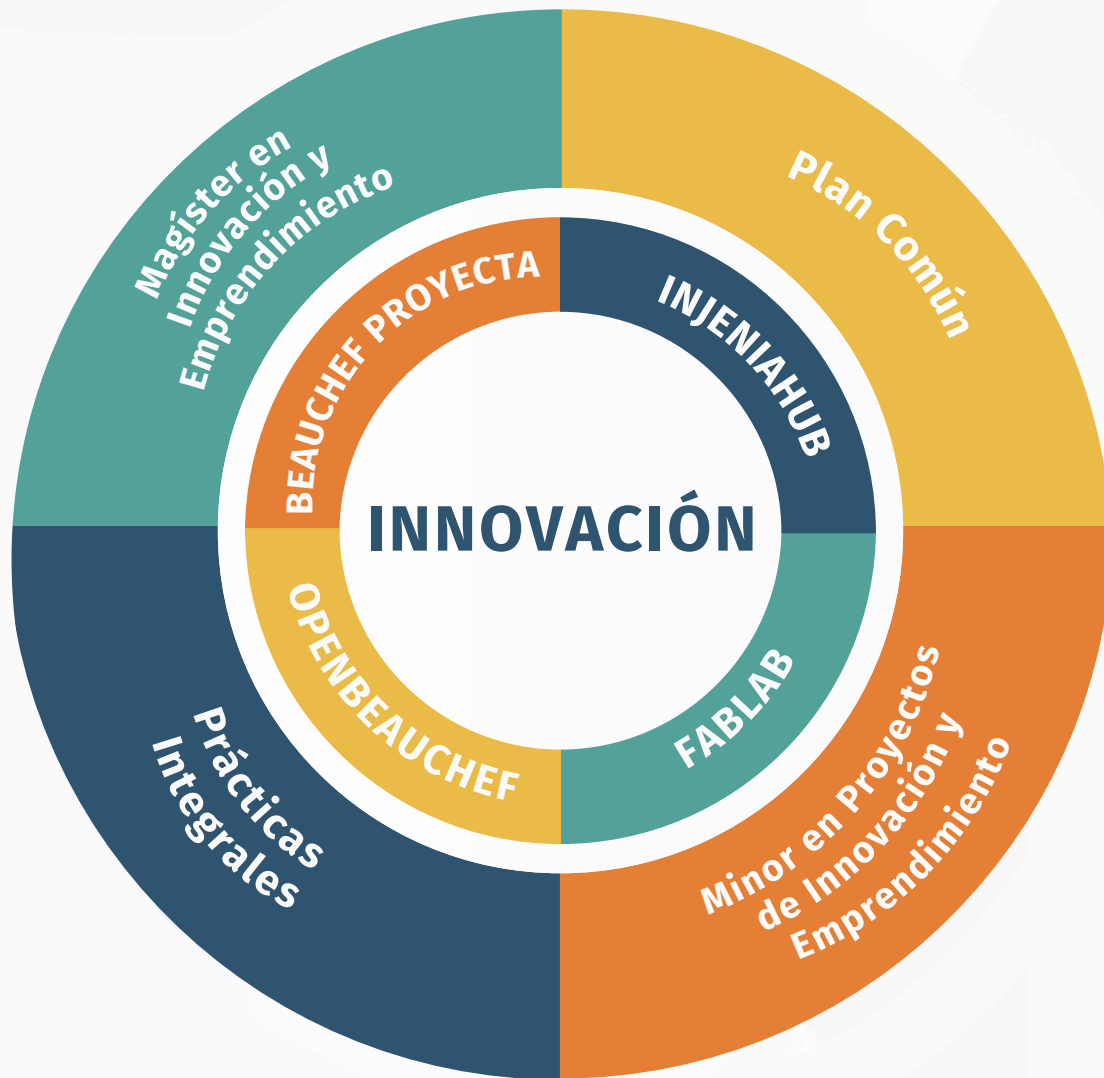 Magíster en
Innovación y
Emprendimiento
Plan Común
BEAUCHEF PROYECTA
INJENIAHUB
INNOVACIÓN
OPENBEAUCHEF
FABLAB
Prácticas
Integrales
Minor en Proyectos
de Innovación y
Emprendimiento